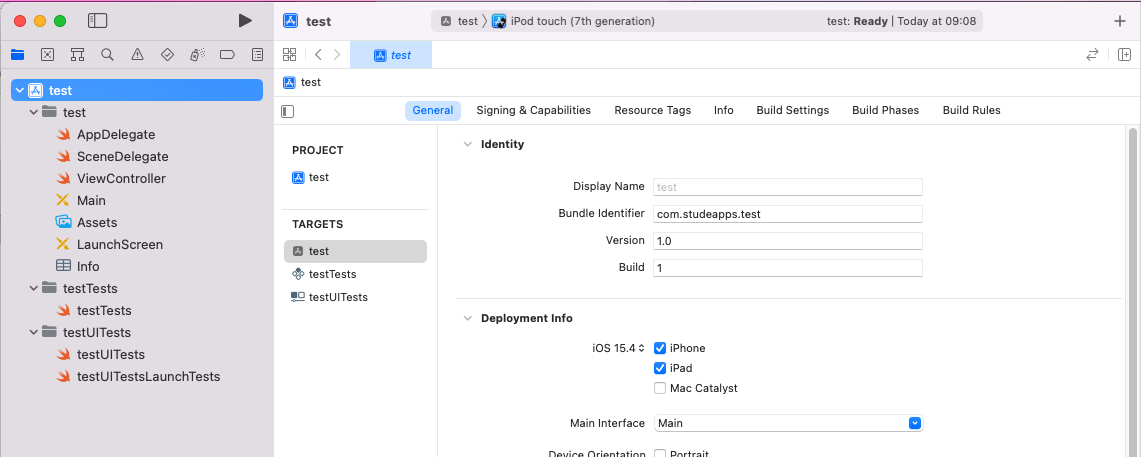 test
test 〉 iPod touch (7th generation)
test: Ready | Today at 09:08
test
test
General
Signing & Capabilities
Resource Tags
Info
Build Settings
Build Phases
Build Rules
test
test
AppDelegate
SceneDelegate
ViewController
Main
Assets
LaunchScreen
Info
testTests
testTests
testUITests
testUITests
testUITestsLaunchTests
PROJECT
test
TARGETS
test
testTests
testUITests
Identity
Display Name test
Bundle Identifier com.studeapps.test
Version 1.0
Build 1
Deployment Info
iOS 15.4 iPhone
iPad
Mac Catalyst
Main Interface Main
Device Orientation Portrait